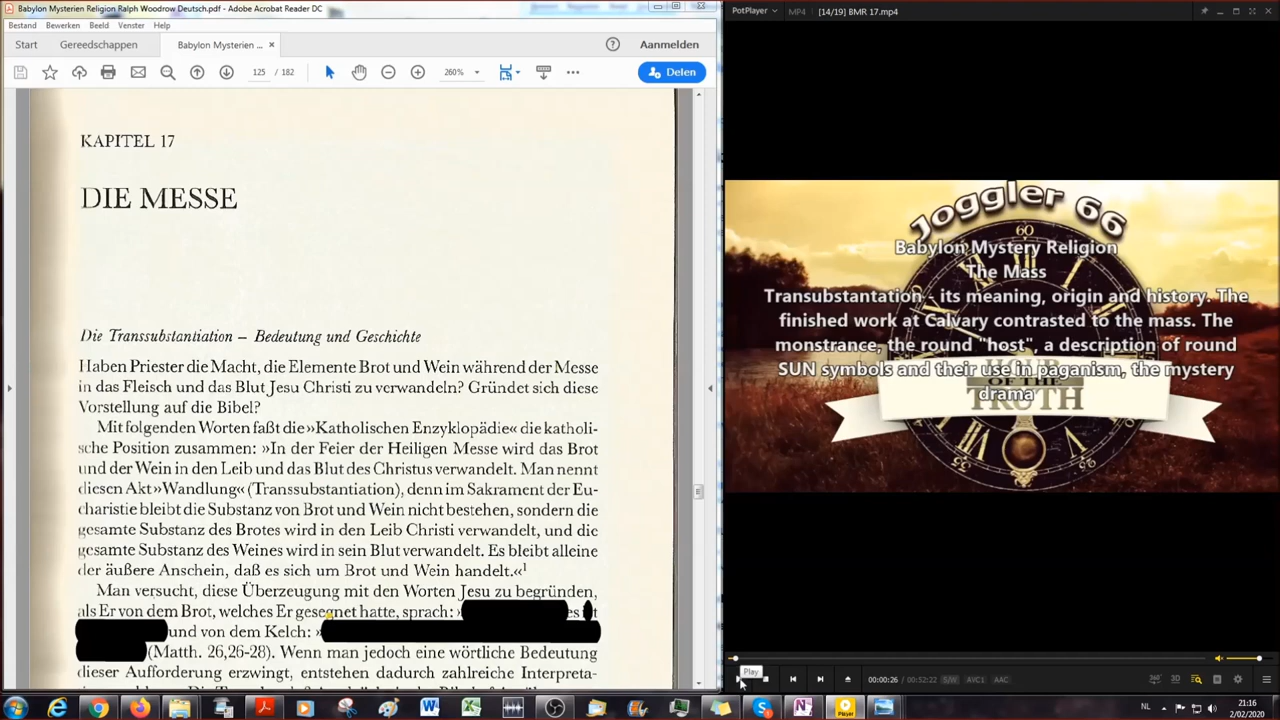 Babylon Mysterien Religion Ralph Woodrow Deutsch.pdf - Adobe Acrobat Reader DC
Bestand Bewerken Beeld Venster Help
Start Gereedschappen Babylon Mysterien ... × Aanmelden
125 / 182 260% Delen
KAPITEL 17
DIE MESSE
Die Transsubstantiation – Bedeutung und Geschichte
Haben Priester die Macht, die Elemente Brot und Wein während der Messe
in das Fleisch und das Blut Jesu Christi zu verwandeln? Gründet sich diese
Vorstellung auf die Bibel?
Mit folgenden Worten faßt die »Katholischen Enzyklopädie« die katholi-
sche Position zusammen: »In der Feier der Heiligen Messe wird das Brot
und der Wein in den Leib und das Blut des Christus verwandelt. Man nennt
diesen Akt »Wandlung« (Transsubstantiation), denn im Sakrament der Eu-
charistie bleibt die Substanz von Brot und Wein nicht bestehen, sondern die
gesamte Substanz des Brotes wird in den Leib Christi verwandelt, und die
gesamte Substanz des Weines wird in sein Blut verwandelt. Es bleibt alleine
der äußere Anschein, daß es sich um Brot und Wein handelt.«1
Man versucht, diese Überzeugung mit den Worten Jesu zu begründen,
als Er von dem Brot, welches Er gesegnet hatte, sprach: »
und von dem Kelch: »
(Matth. 26,26-28). Wenn man jedoch eine wörtliche Bedeutung
dieser Aufforderung erzwingt, entstehen dadurch zahlreiche Interpreta-
PotPlayer MP4 [14/19] BMR 17.mp4
Joggler 66
60
Babylon Mystery Religion
The Mass
Transubstantation - its meaning, origin and history. The
finished work at Calvary contrasted to the mass. The
monstrance, the round "host", a description of round
SUN symbols and their use in paganism, the mystery
drama
HOUR
OF THE
TRUTH
Play
00:00:26 / 00:52:22 S/W AVC1 AAC
360° 3D
NL 21:16
2/02/2020